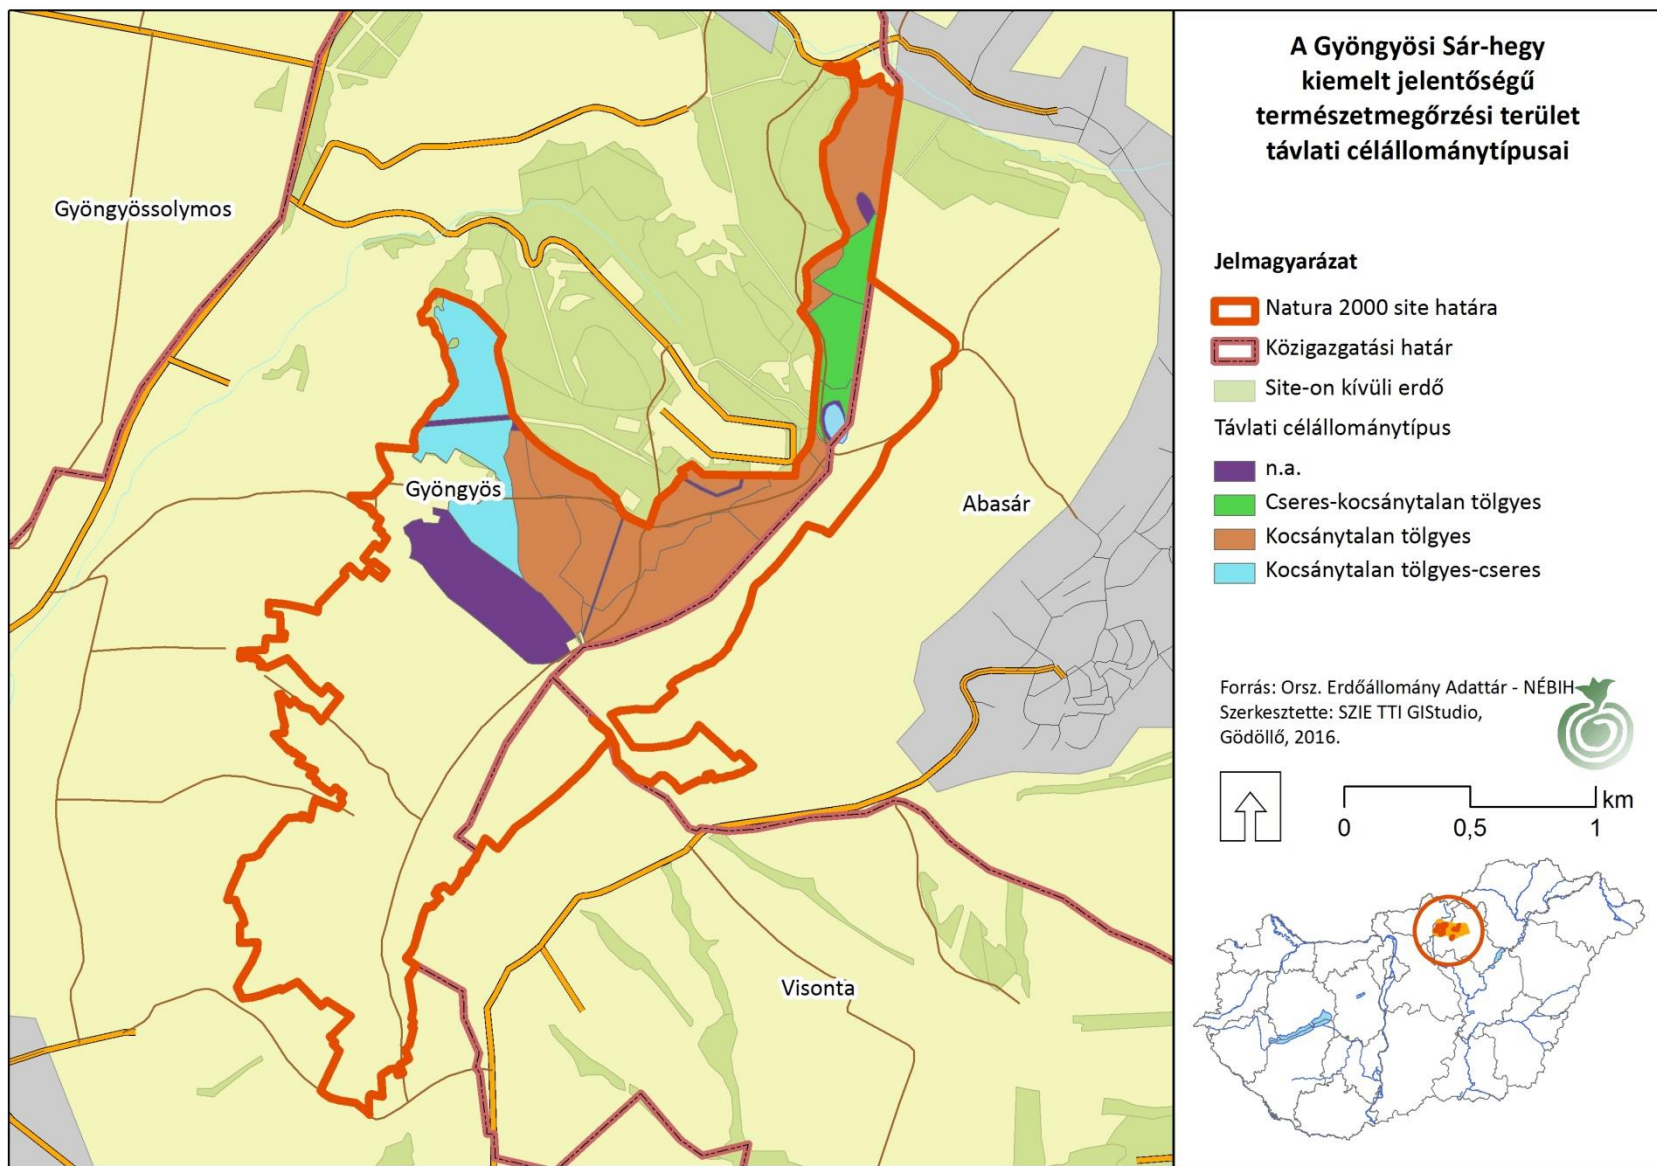 A Gyöngyösi Sár-hegy
kiemelt jelentőségű
természetmegőrzési terület
távlati célállománytípusai
Gyöngyössolymos
Gyöngyös
Abasár
Visonta
Jelmagyarázat
Natura 2000 site határa
Közigazgatási határ
Site-on kívüli erdő
Távlati célállománytípus
n.a.
Cseres-kocsánytalan tölgyes
Kocsánytalan tölgyes
Kocsánytalan tölgyes-cseres
Forrás: Orsz. Erdőállomány Adattár - NÉBIH
Szerkesztette: SZIE TTI GIStudio,
Gödöllő, 2016.
km
0 0,5 1